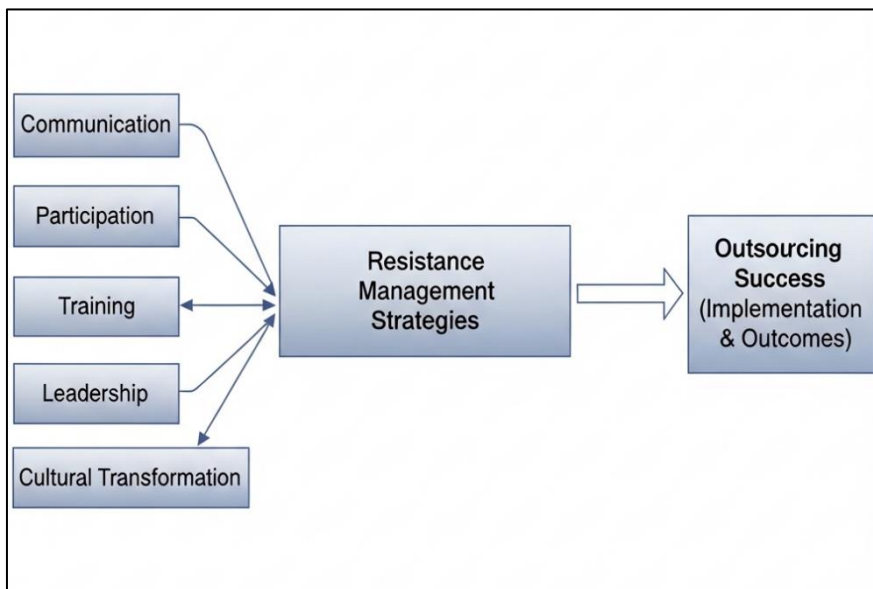 Communication
Participation
Training
Leadership
Cultural Transformation
Resistance
Management
Strategies
Outsourcing
Success
(Implementation
& Outcomes)